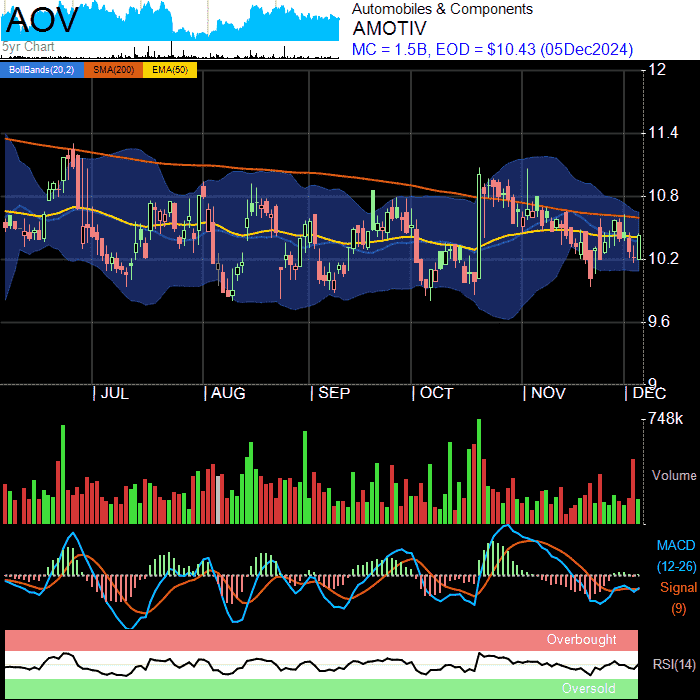 AOV
5yr Chart
Automobiles & Components
AMOTIV
MC = 1.5B, EOD = $10.43 (05Dec2024)
BollBands(20,2) SMA(200) EMA(50)
12
11.4
10.8
10.2
9.6
9
JUL AUG SEP OCT NOV DEC
748k
Volume
MACD
(12-26)
Signal
(9)
Overbought
RSI(14)
Oversold